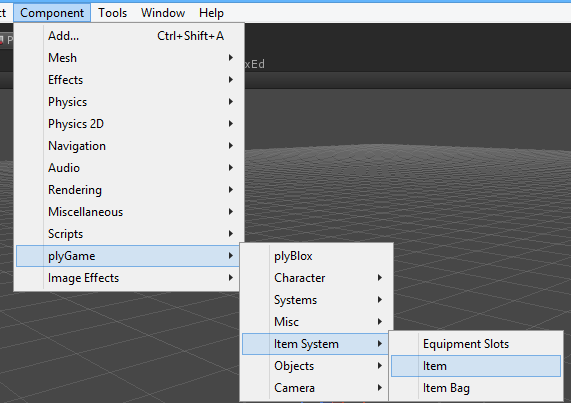 ct Component Tools Window Help
Add... Ctrl+Shift+A
P
Mesh
xEd
Effects
Physics
Physics 2D
Navigation
Audio
Rendering
Miscellaneous
Scripts
plyGame
plyBlox
Image Effects
Character
Systems
Misc
Item System
Equipment Slots
Objects
Item
Camera
Item Bag